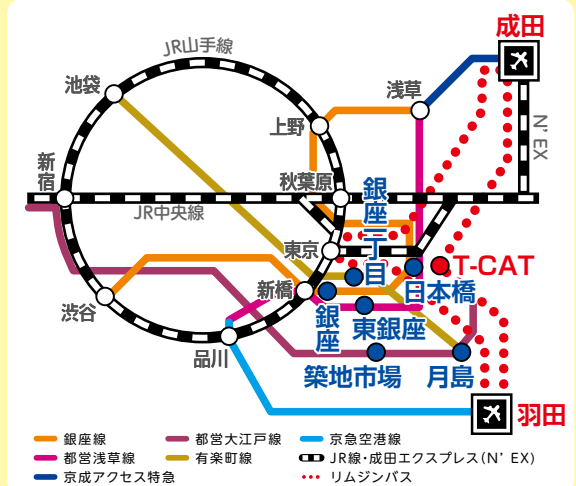 成田
JR山手線
池袋
浅草
上野
N' EX
新宿
秋葉原
銀座一丁目
JR中央線
東京
T-CAT
日本橋
新橋
銀座
東銀座
渋谷
品川
築地市場
月島
羽田
銀座線
都営大江戸線
京急空港線
都営浅草線
有楽町線
JR線・成田エクスプレス(N' EX)
京成アクセス特急
リムジンバス